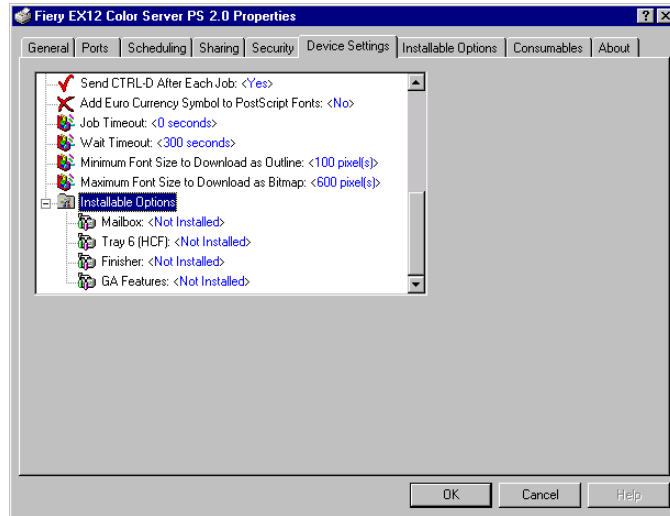 Fiery EX12 Color Server PS 2.0 Properties
General Ports Scheduling Sharing Security Device Settings Installable Options Consumables About
Send CTRL-D After Each Job: <Yes>
Add Euro Currency Symbol to PostScript Fonts: <No>
Job Timeout: <0 seconds>
Wait Timeout: <300 seconds>
Minimum Font Size to Download as Outline: <100 pixel(s)>
Maximum Font Size to Download as Bitmap: <600 pixel(s)>
Installable Options
Mailbox: <Not Installed>
Tray 6 (HCF): <Not Installed>
Finisher: <Not Installed>
GA Features: <Not Installed>
OK Cancel Help